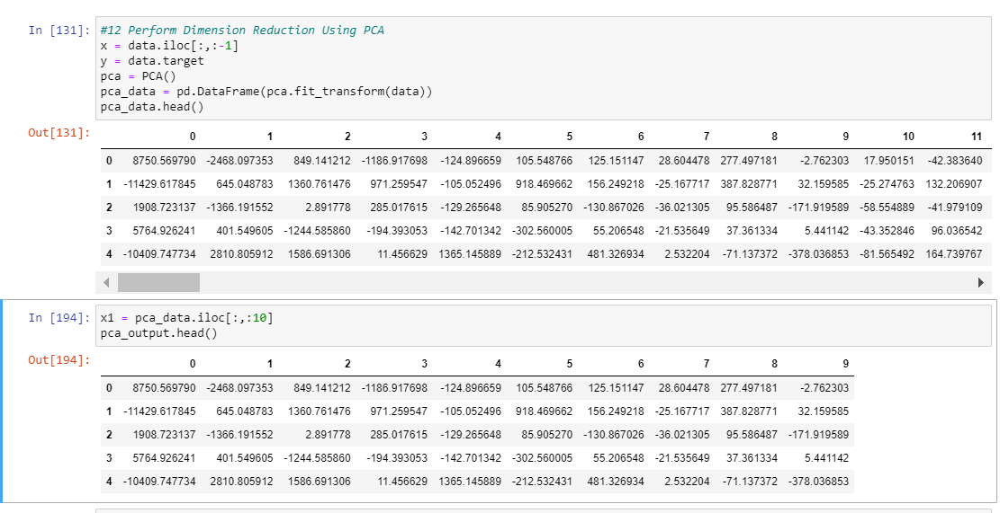 In [131]: #12 Perform Dimension Reduction Using PCA
x = data.iloc[:,:-1]
y = data.target
pca = PCA()
pca_data = pd.DataFrame(pca.fit_transform(data))
pca_data.head()
Out[131]:
0 1 2 3 4 5 6 7 8 9 10 11
0 8750.569790 -2468.097353 849.141212 -1186.917698 -124.896659 105.548766 125.151147 28.604478 277.497181 -2.762303 17.950151 -42.383640
1 -11429.617845 645.048783 1360.761476 971.259547 -105.052496 918.469662 156.249218 -25.167717 387.828771 32.159585 -25.274763 132.206907
2 1908.723137 -1366.191552 2.891778 285.017615 -129.265648 85.905270 -130.867026 -36.021305 95.586487 -171.919589 -58.554889 -41.979109
3 5764.926241 401.549605 -1244.585860 -194.393053 -142.701342 -302.560005 55.206548 -21.535649 37.361334 5.441142 -43.352846 96.036542
4 -10409.747734 2810.805912 1586.691306 11.456629 1365.145889 -212.532431 481.326934 2.532204 -71.137372 -378.036853 -81.565492 164.739767
In [194]: x1 = pca_data.iloc[:,:10]
pca_output.head()
Out[194]:
0 1 2 3 4 5 6 7 8 9
0 8750.569790 -2468.097353 849.141212 -1186.917698 -124.896659 105.548766 125.151147 28.604478 277.497181 -2.762303
1 -11429.617845 645.048783 1360.761476 971.259547 -105.052496 918.469662 156.249218 -25.167717 387.828771 32.159585
2 1908.723137 -1366.191552 2.891778 285.017615 -129.265648 85.905270 -130.867026 -36.021305 95.586487 -171.919589
3 5764.926241 401.549605 -1244.585860 -194.393053 -142.701342 -302.560005 55.206548 -21.535649 37.361334 5.441142
4 -10409.747734 2810.805912 1586.691306 11.456629 1365.145889 -212.532431 481.326934 2.532204 -71.137372 -378.036853